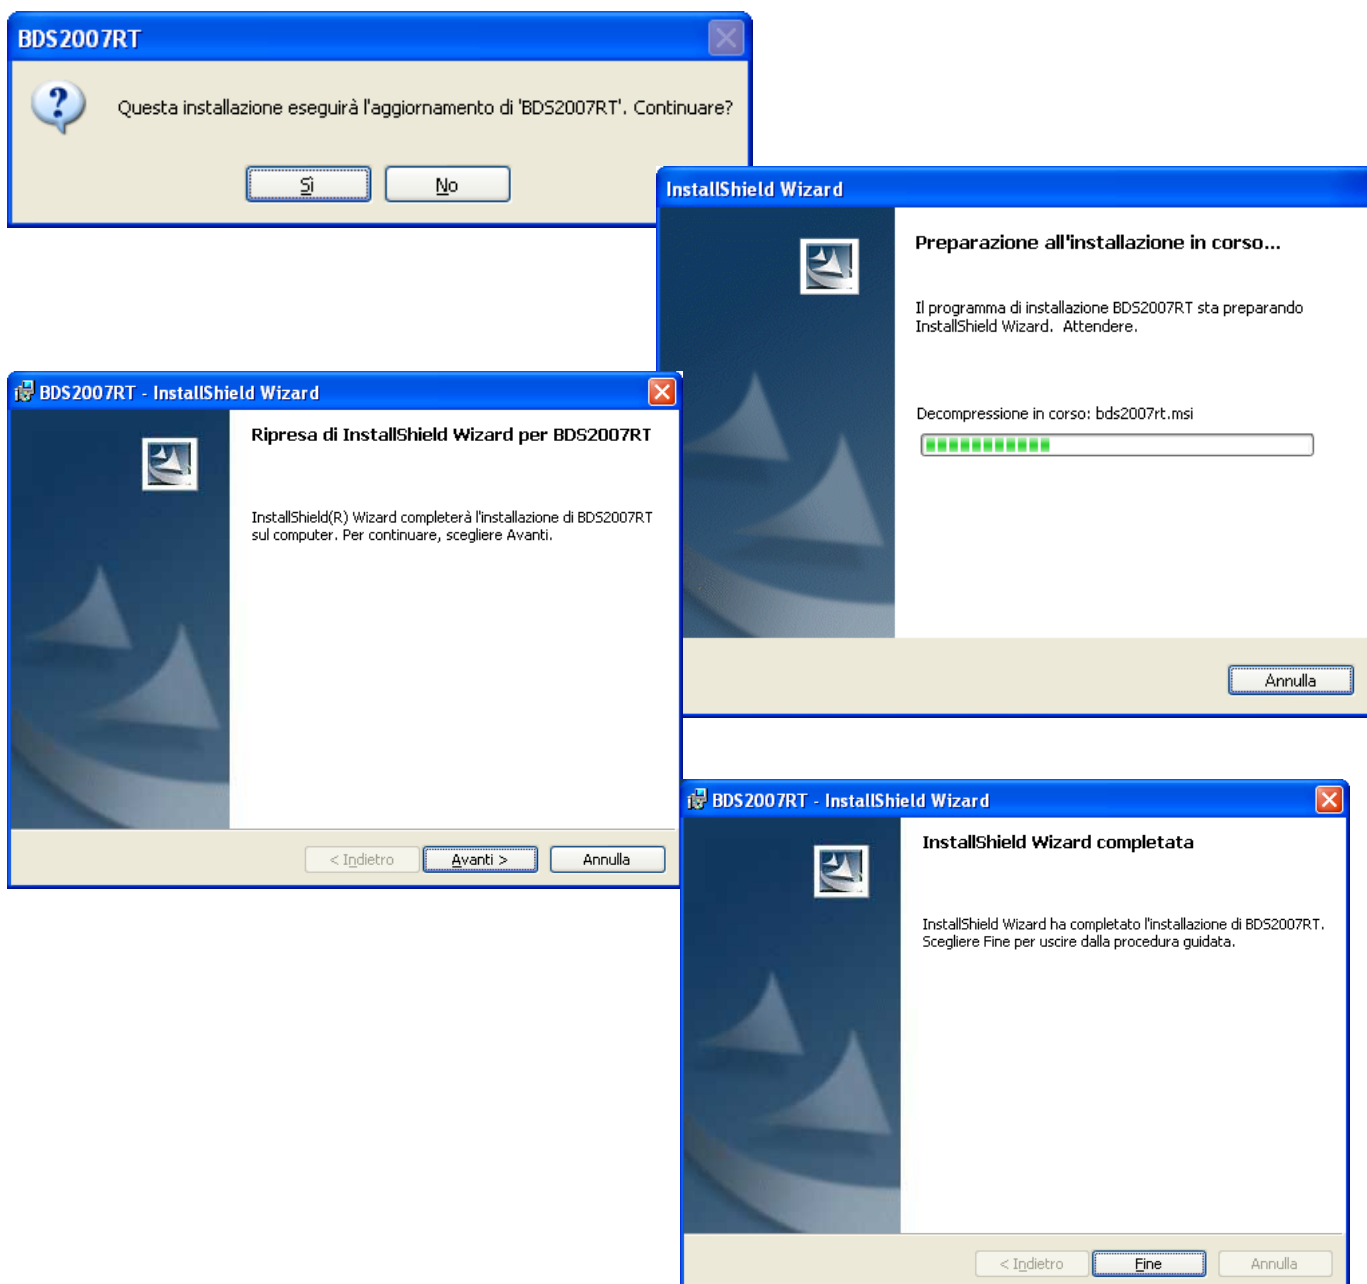 BDS2007RT
Questa installazione eseguirà l'aggiornamento di 'BDS2007RT'. Continuare?
Sì
No
InstallShield Wizard
Preparazione all'installazione in corso...
Il programma di installazione BDS2007RT sta preparando
InstallShield Wizard. Attendere.
Decompressione in corso: bds2007rt.msi
Annulla
BDS2007RT - InstallShield Wizard
Ripresa di InstallShield Wizard per BDS2007RT
InstallShield(R) Wizard completerà l'installazione di BDS2007RT
sul computer. Per continuare, scegliere Avanti.
< Indietro
Avanti >
Annulla
BDS2007RT - InstallShield Wizard
InstallShield Wizard completata
InstallShield Wizard ha completato l'installazione di BDS2007RT.
Scegliere Fine per uscire dalla procedura guidata.
< Indietro
Fine
Annulla